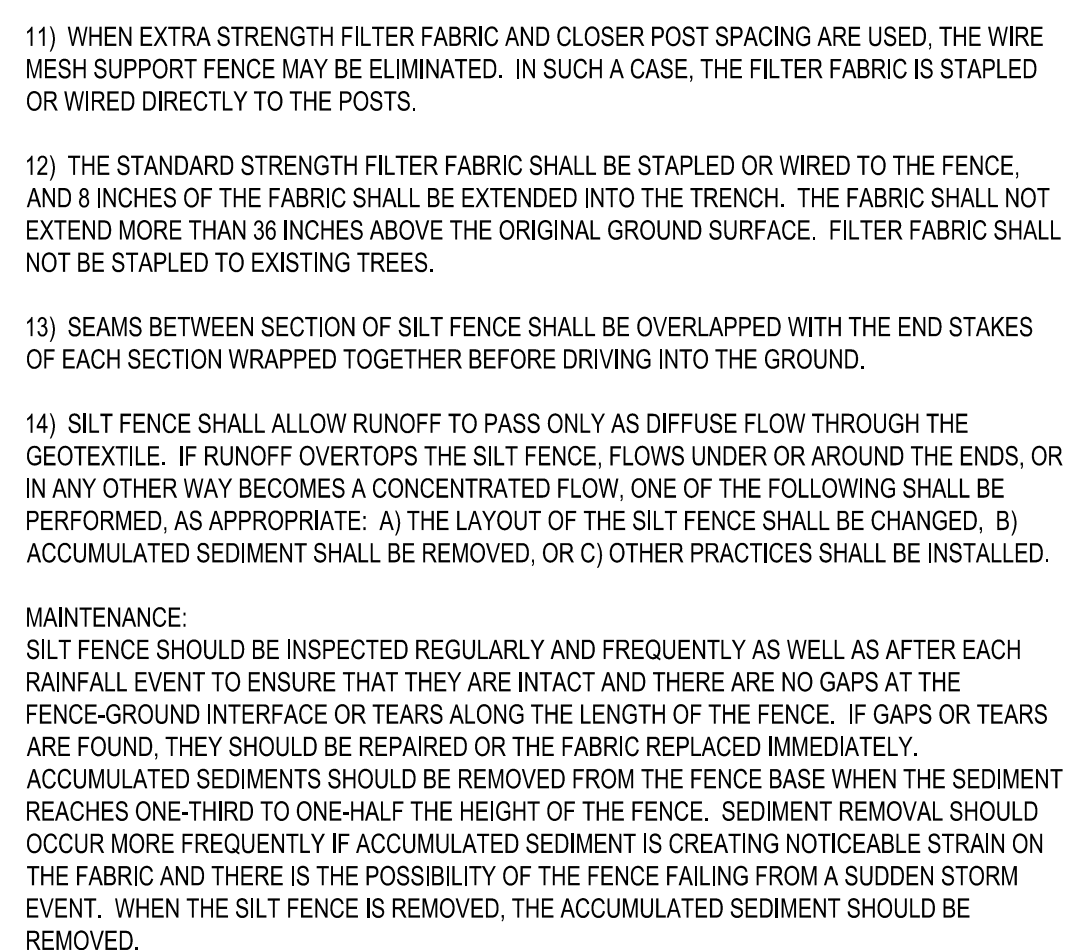 11) WHEN EXTRA STRENGTH FILTER FABRIC AND CLOSER POST SPACING ARE USED, THE WIRE
MESH SUPPORT FENCE MAY BE ELIMINATED. IN SUCH A CASE, THE FILTER FABRIC IS STAPLED
OR WIRED DIRECTLY TO THE POSTS.
12) THE STANDARD STRENGTH FILTER FABRIC SHALL BE STAPLED OR WIRED TO THE FENCE,
AND 8 INCHES OF THE FABRIC SHALL BE EXTENDED INTO THE TRENCH. THE FABRIC SHALL NOT
EXTEND MORE THAN 36 INCHES ABOVE THE ORIGINAL GROUND SURFACE. FILTER FABRIC SHALL
NOT BE STAPLED TO EXISTING TREES.
13) SEAMS BETWEEN SECTION OF SILT FENCE SHALL BE OVERLAPPED WITH THE END STAKES
OF EACH SECTION WRAPPED TOGETHER BEFORE DRIVING INTO THE GROUND.
14) SILT FENCE SHALL ALLOW RUNOFF TO PASS ONLY AS DIFFUSE FLOW THROUGH THE
GEOTEXTILE. IF RUNOFF OVERTOPS THE SILT FENCE, FLOWS UNDER OR AROUND THE ENDS, OR
IN ANY OTHER WAY BECOMES A CONCENTRATED FLOW, ONE OF THE FOLLOWING SHALL BE
PERFORMED, AS APPROPRIATE: A) THE LAYOUT OF THE SILT FENCE SHALL BE CHANGED, B)
ACCUMULATED SEDIMENT SHALL BE REMOVED, OR C) OTHER PRACTICES SHALL BE INSTALLED.
MAINTENANCE:
SILT FENCE SHOULD BE INSPECTED REGULARLY AND FREQUENTLY AS WELL AS AFTER EACH
RAINFALL EVENT TO ENSURE THAT THEY ARE INTACT AND THERE ARE NO GAPS AT THE
FENCE-GROUND INTERFACE OR TEARS ALONG THE LENGTH OF THE FENCE. IF GAPS OR TEARS
ARE FOUND, THEY SHOULD BE REPAIRED OR THE FABRIC REPLACED IMMEDIATELY.
ACCUMULATED SEDIMENTS SHOULD BE REMOVED FROM THE FENCE BASE WHEN THE SEDIMENT
REACHES ONE-THIRD TO ONE-HALF THE HEIGHT OF THE FENCE. SEDIMENT REMOVAL SHOULD
OCCUR MORE FREQUENTLY IF ACCUMULATED SEDIMENT IS CREATING NOTICEABLE STRAIN ON
THE FABRIC AND THERE IS THE POSSIBILITY OF THE FENCE FAILING FROM A SUDDEN STORM
EVENT. WHEN THE SILT FENCE IS REMOVED, THE ACCUMULATED SEDIMENT SHOULD BE
REMOVED.